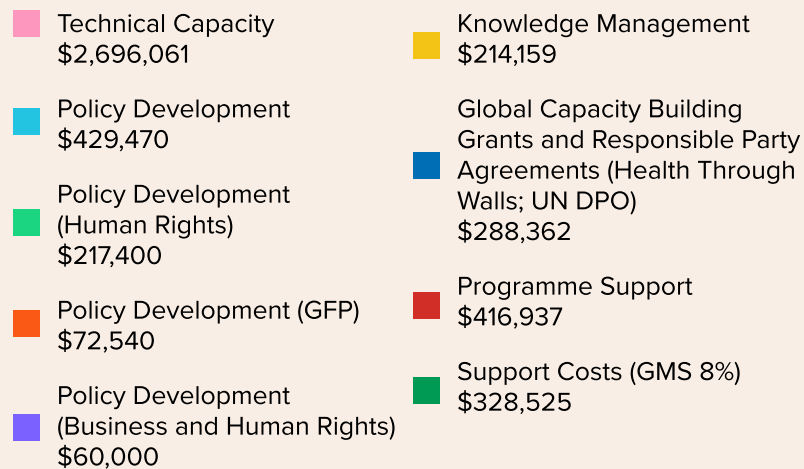 Technical Capacity
$2,696,061
Policy Development
$429,470
Policy Development
(Human Rights)
$217,400
Policy Development (GFP)
$72,540
Policy Development
(Business and Human Rights)
$60,000
Knowledge Management
$214,159
Global Capacity Building
Grants and Responsible Party
Agreements (Health Through
Walls; UN DPO)
$288,362
Programme Support
$416,937
Support Costs (GMS 8%)
$328,525